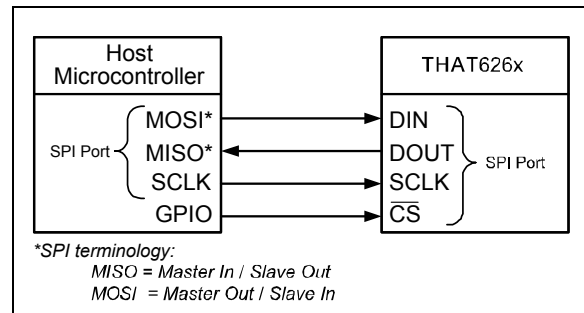 Host
Microcontroller
THAT626x
MOSI*
DIN
SPI Port
MISO*
DOUT
SPI Port
SCLK
SCLK
GPIO
CS
*SPI terminology:
MISO = Master In / Slave Out
MOSI = Master Out / Slave In